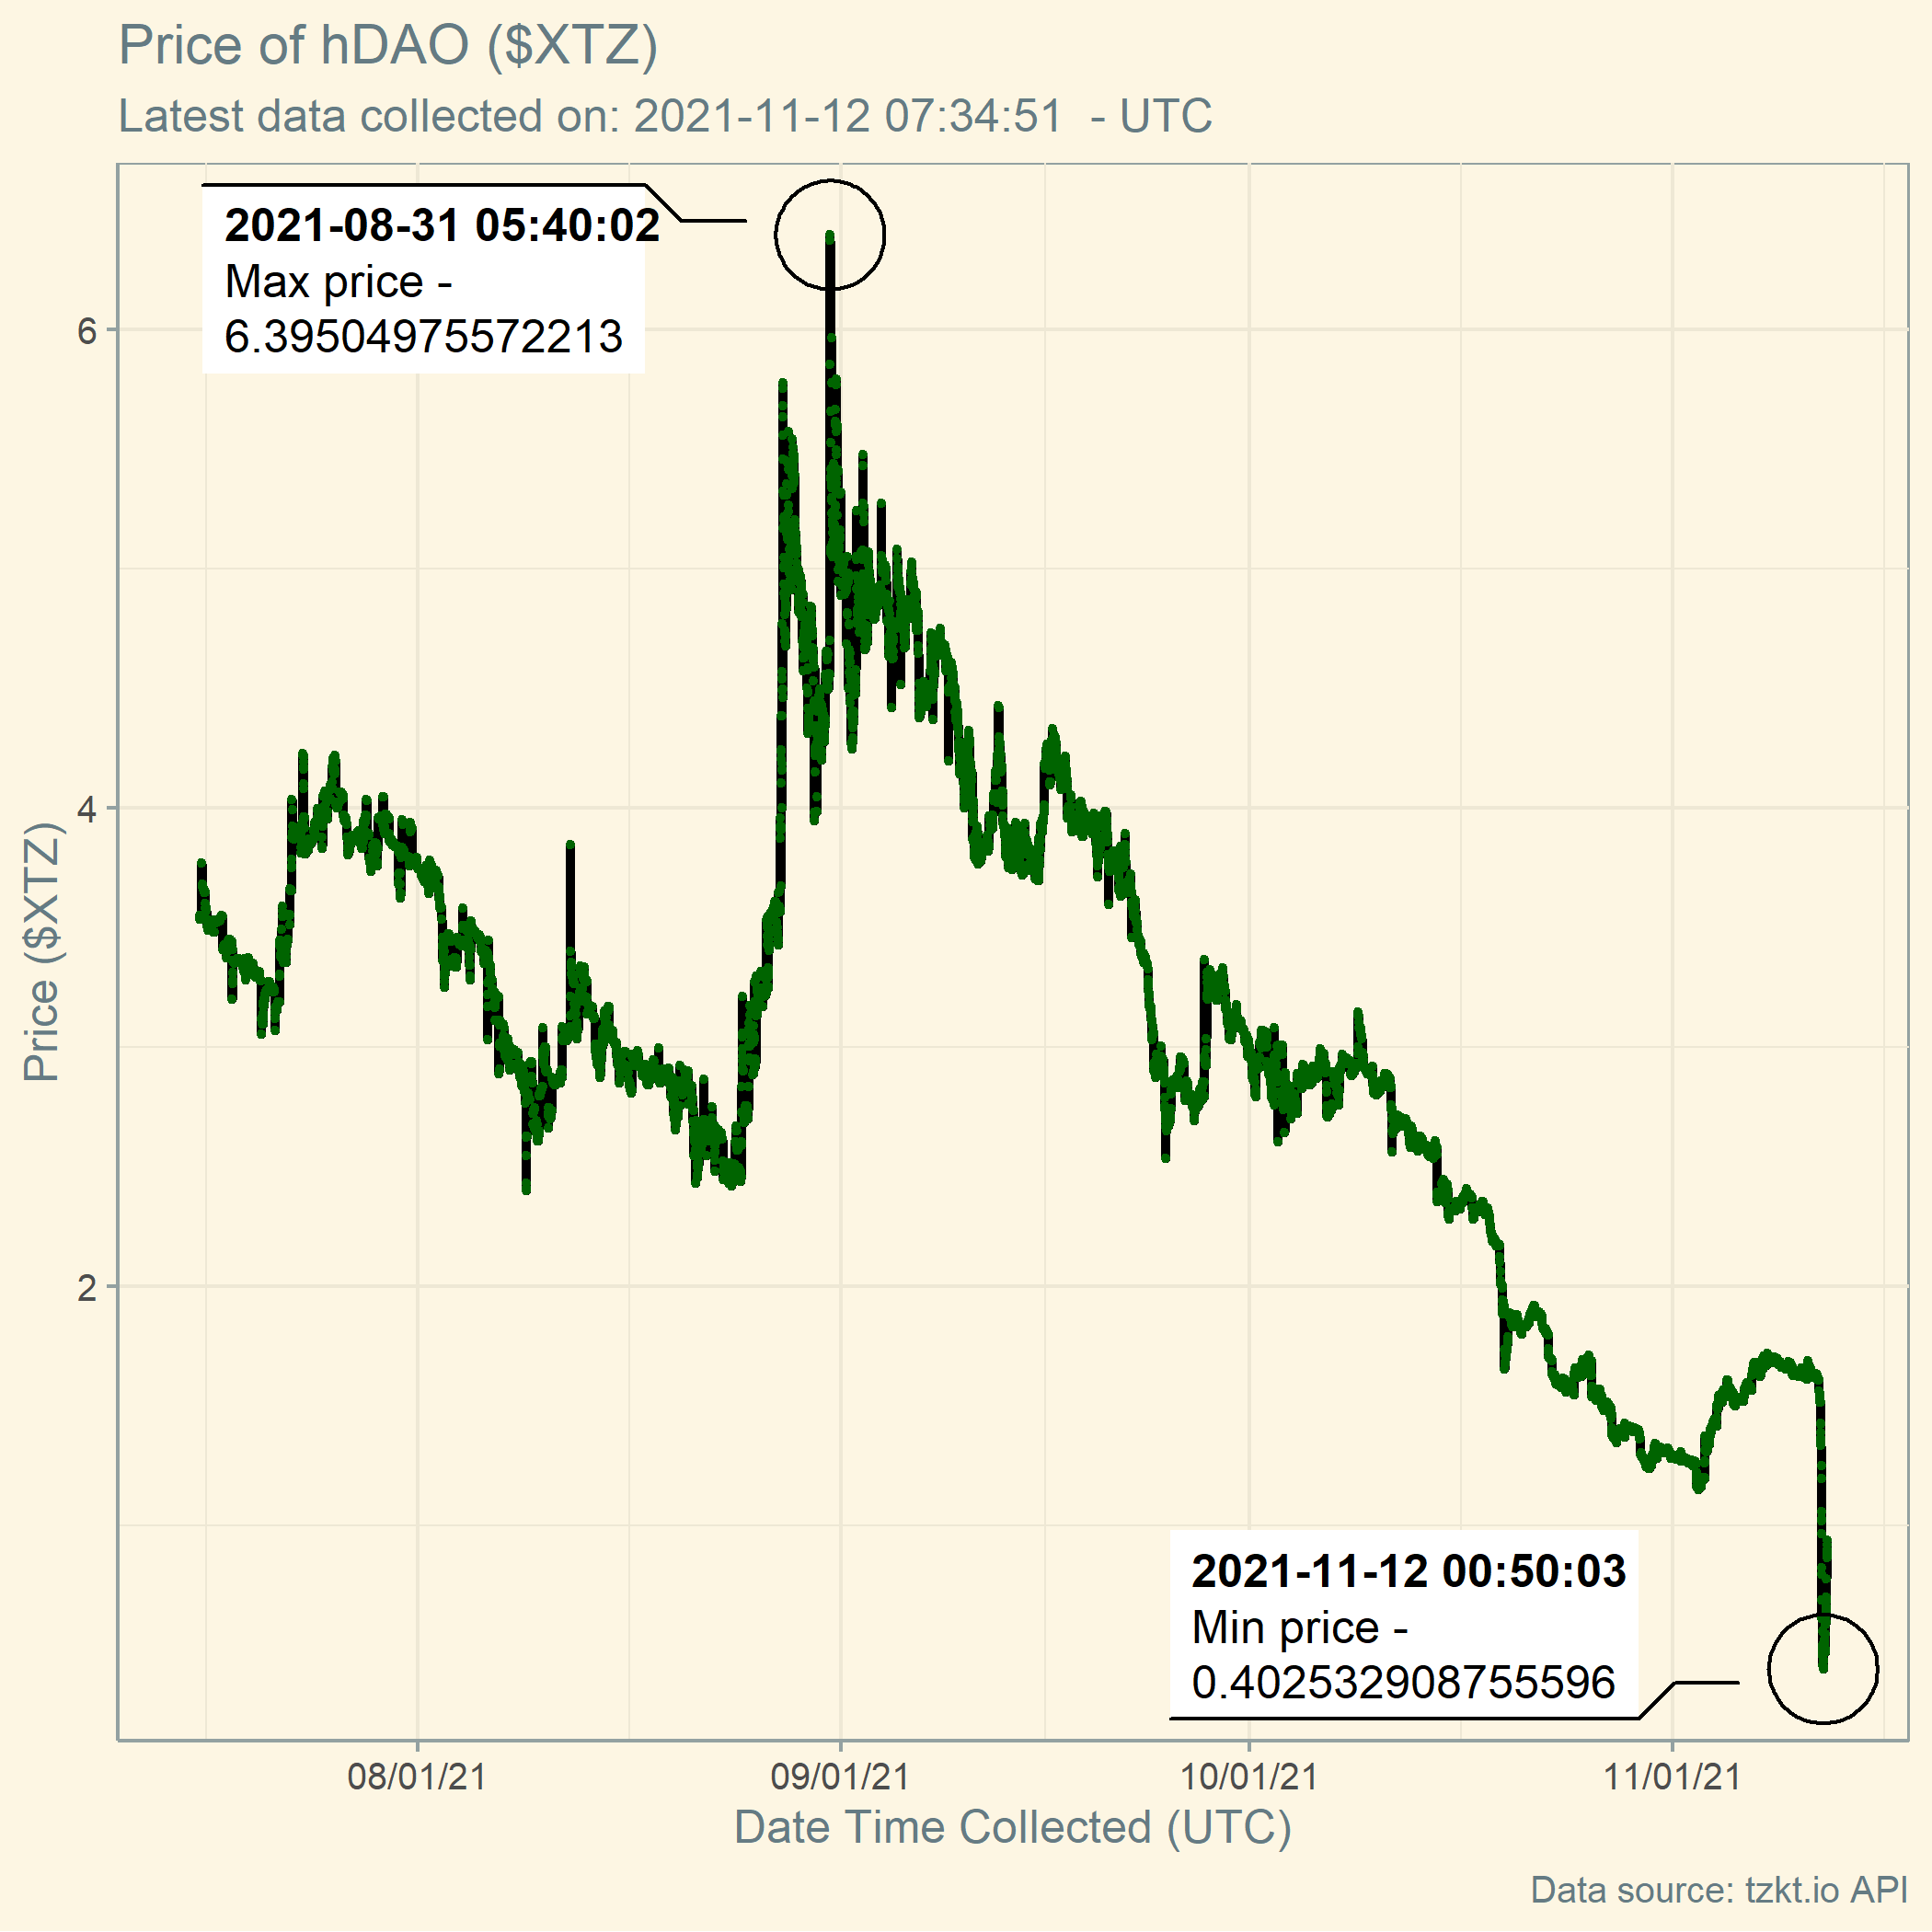 Price of hDAO ($XTZ)
Latest data collected on: 2021-11-12 07:34:51  - UTC
2021-08-31 05:40:02
Max price -
6.39504975572213
6
4
2
Price ($XTZ)
2021-11-12 00:50:03
Min price -
0.402532908755596
08/01/21
09/01/21
10/01/21
11/01/21
Date Time Collected (UTC)
Data source: tzkt.io API